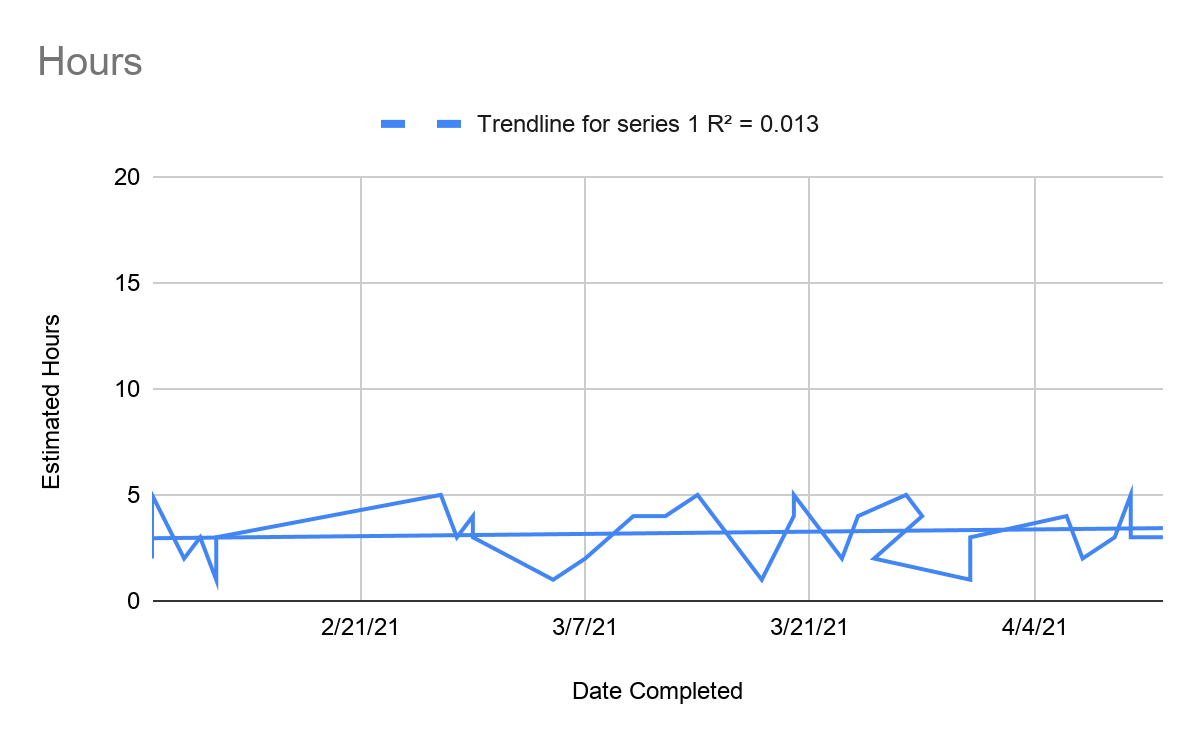 Hours
Trendline for series 1 R² = 0.013
20
15
10
5
0
Estimated Hours
2/21/21
3/7/21
3/21/21
4/4/21
Date Completed